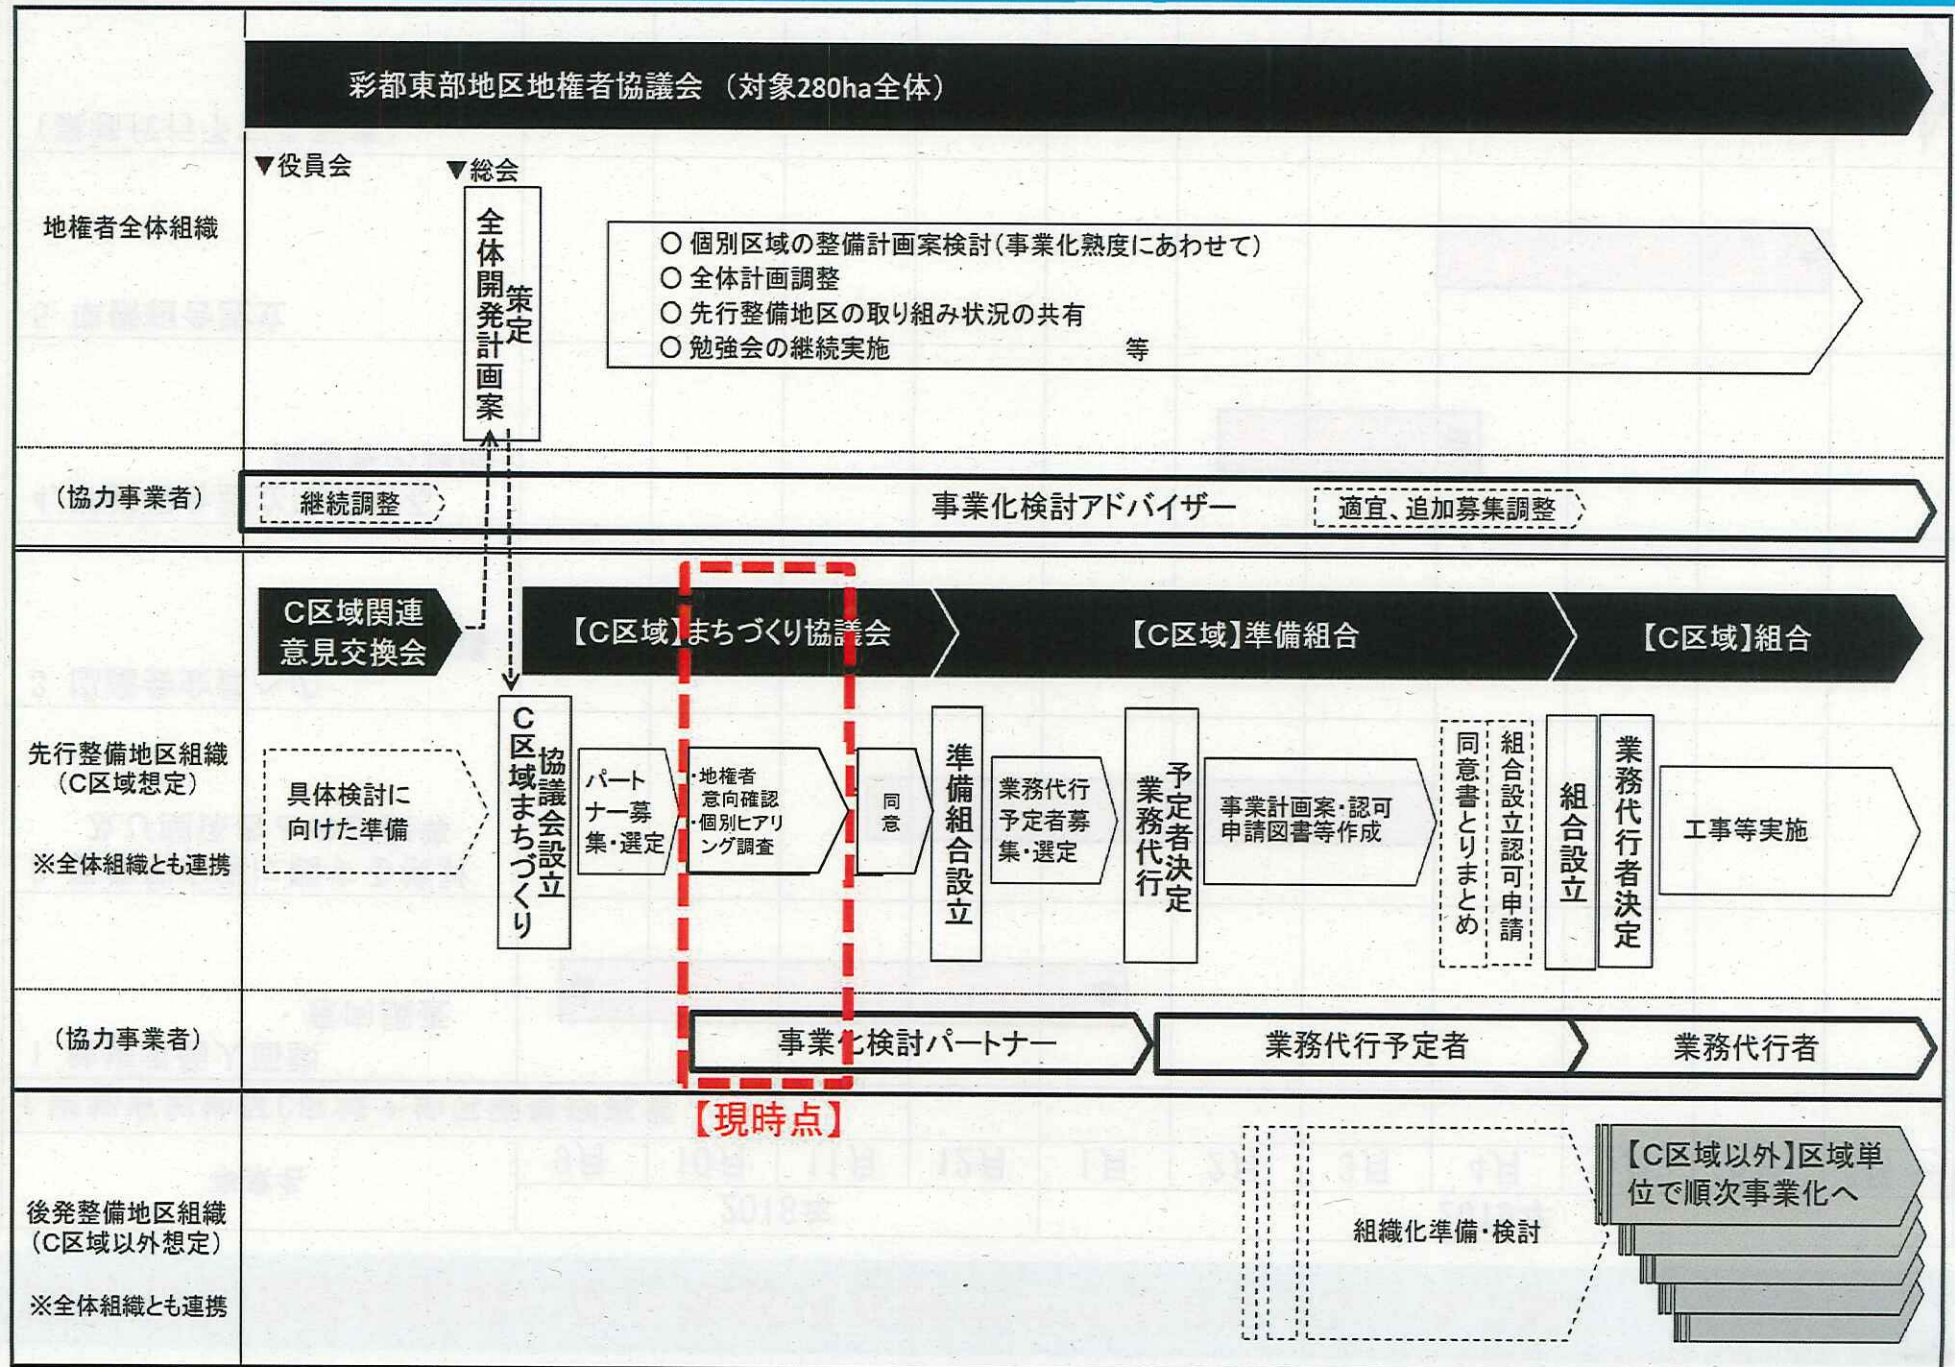 彩都東部地区地権者協議会 （対象280ha全体）
地権者全体組織
▼役員会
▼総会
全体開発計画案
策定
○ 個別区域の整備計画案検討（事業化熟度にあわせて）
○ 全体計画調整
○ 先行整備地区の取り組み状況の共有
○ 勉強会の継続実施 等
（協力事業者）
継続調整
事業化検討アドバイザー
適宜、追加募集調整
先行整備地区組織
（C区域想定）
※全体組織とも連携
C区域関連
意見交換会
【C区域】まちづくり協議会
【C区域】準備組合
【C区域】組合
具体検討に
向けた準備
C区域まちづくり
協議会設立
パート
ナー募
集・選定
・地権者
意向確認
・個別ヒアリ
ング調査
同意
準備組合設立
業務代行
予定者募
集・選定
業務代行
予定者決定
事業計画案・認可
申請図書等作成
同意書とりまとめ
組合設立認可申請
組合設立
業務代行者決定
工事等実施
（協力事業者）
事業化検討パートナー
業務代行予定者
業務代行者
【現時点】
後発整備地区組織
（C区域以外想定）
※全体組織とも連携
組織化準備・検討
【C区域以外】区域単
位で順次事業化へ